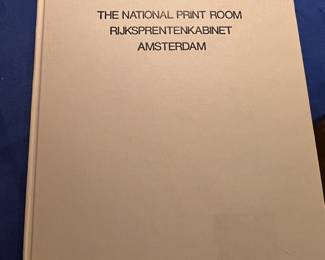 THE NATIONAL PRINT ROOM
RIJKSPRENTENKABINET
AMSTERDAM